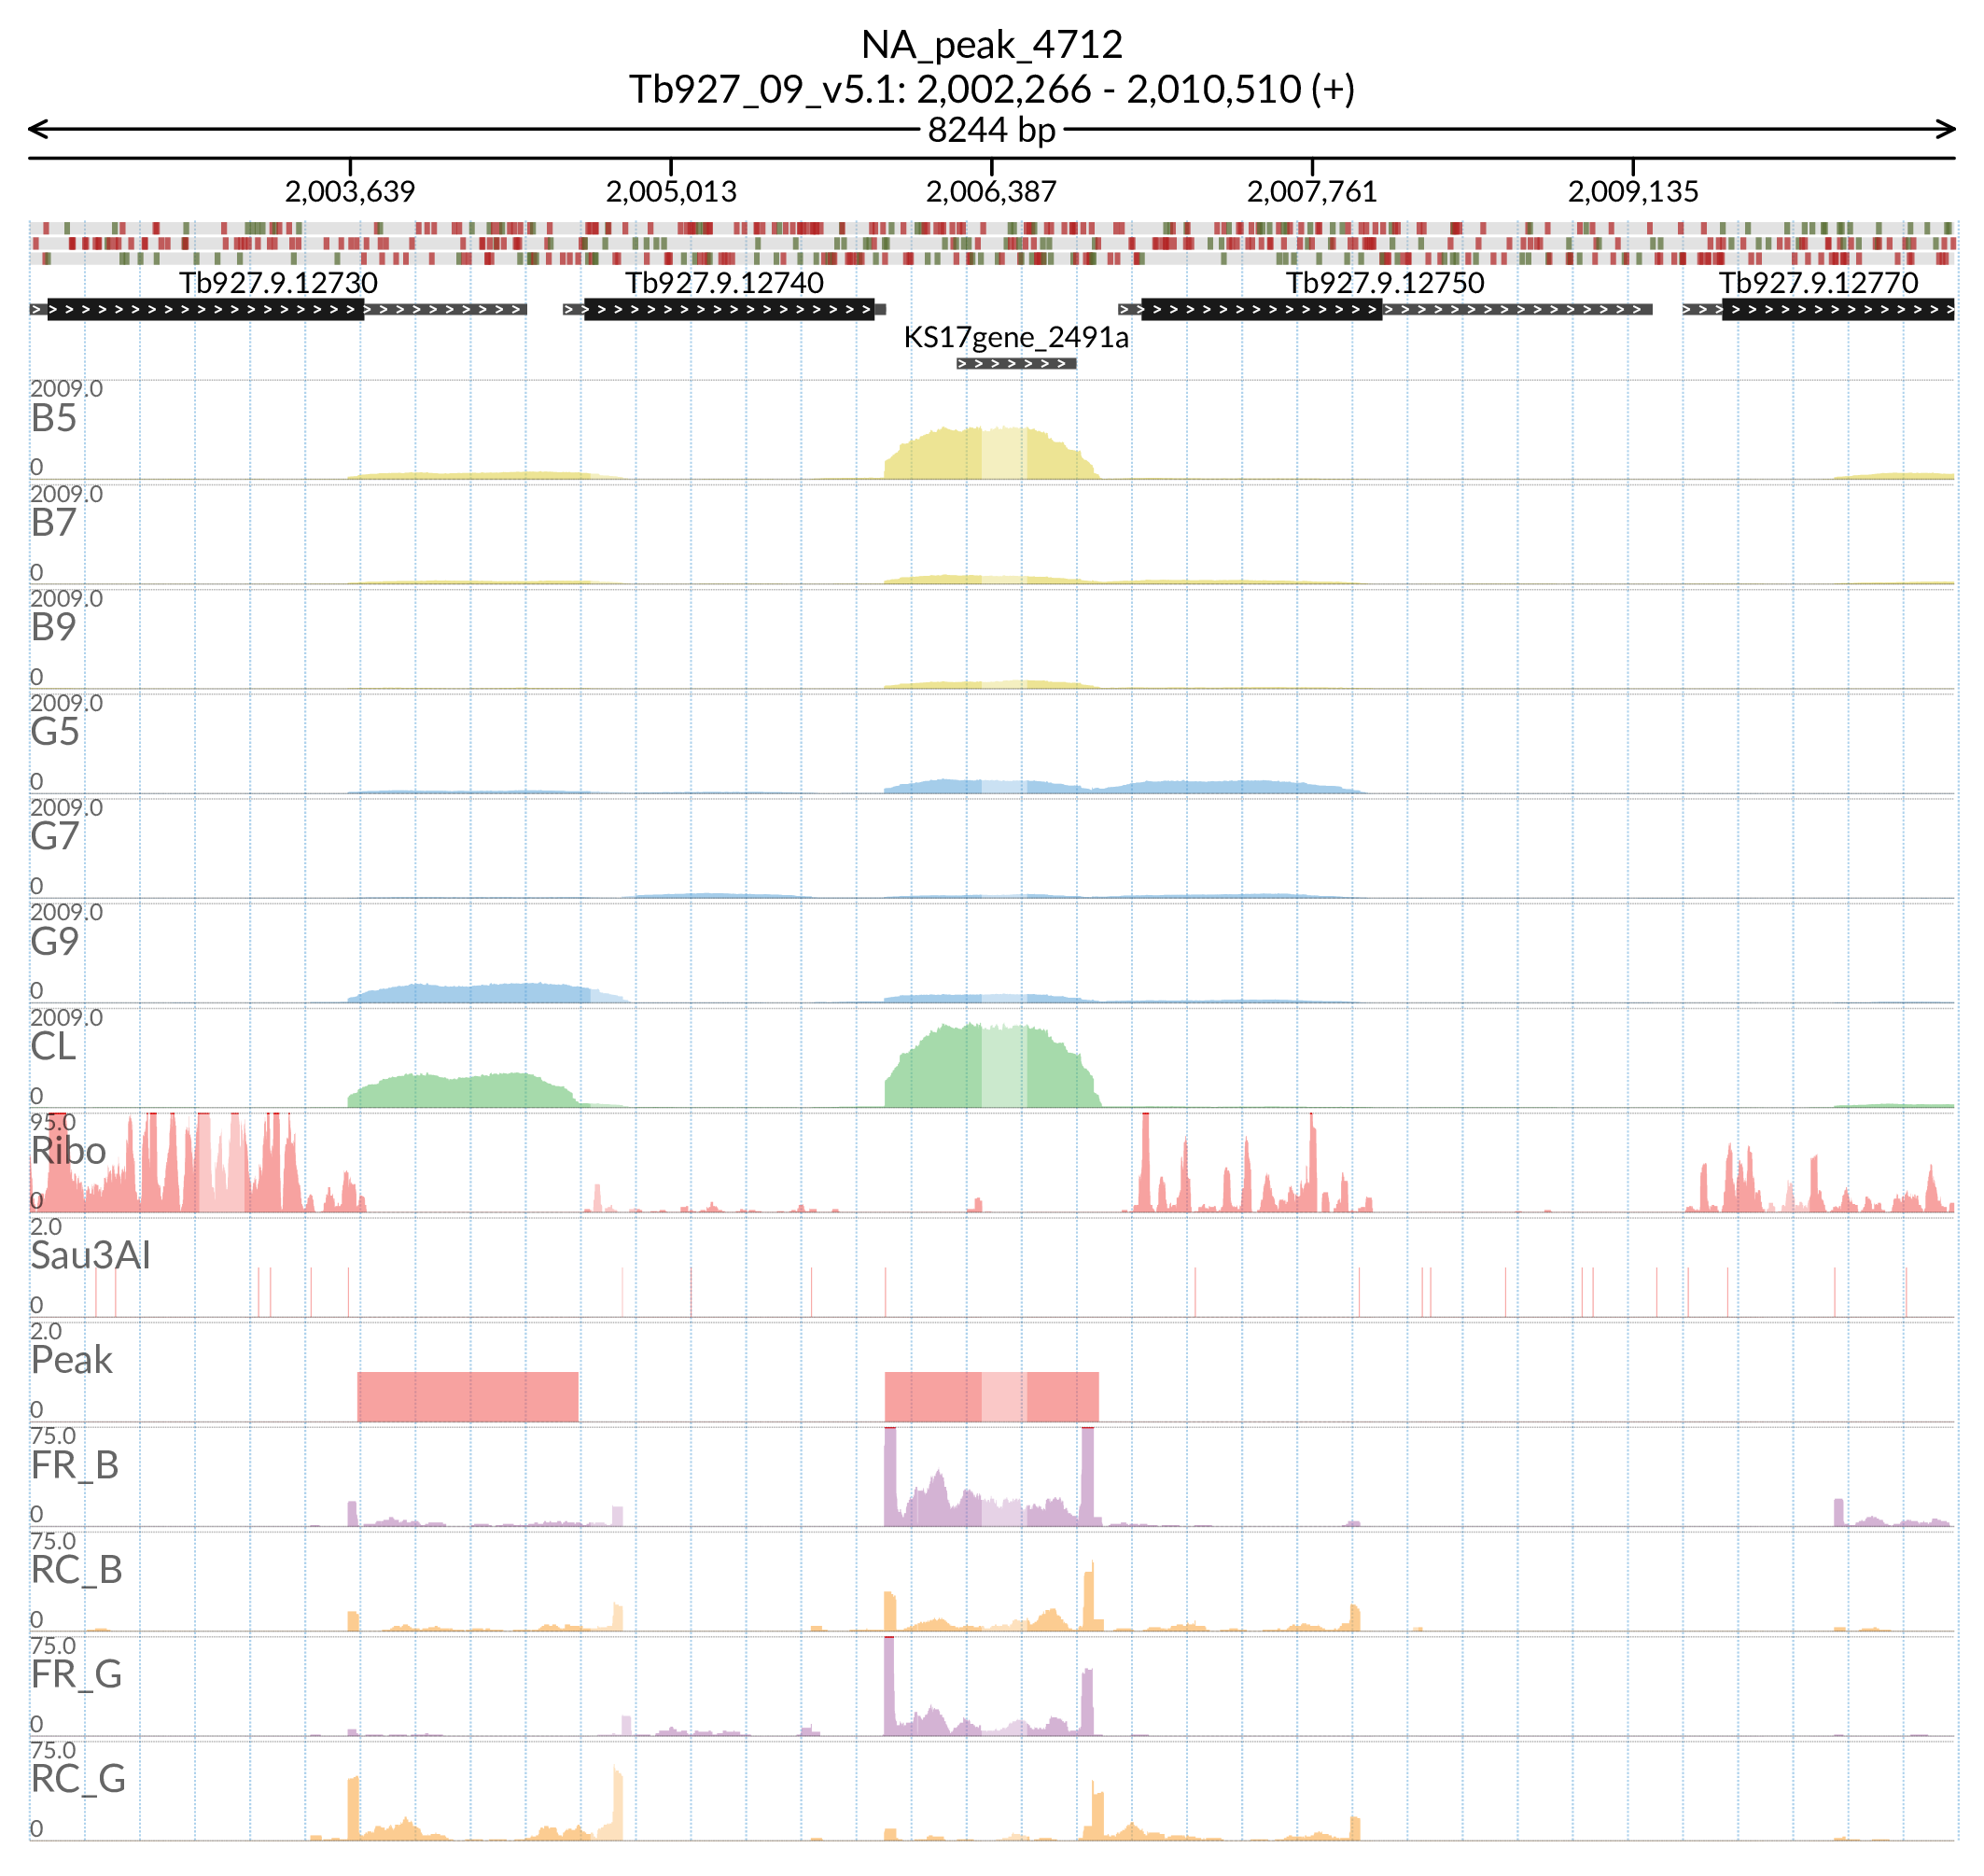 NA_peak_4712
Tb927_09_v5.1: 2,002,266 - 2,010,510 (+)
8244 bp
2,003,639 2,005,013 2,006,387 2,007,761 2,009,135
Tb927.9.12730 Tb927.9.12740 Tb927.9.12750 Tb927.9.12770
KS17gene_2491a
2009.0
B5
0
2009.0
B7
0
2009.0
B9
0
2009.0
G5
0
2009.0
G7
0
2009.0
G9
0
2009.0
CL
0
95.0
Ribo
0
2.0
Sau3AI
0
2.0
Peak
0
75.0
FR_B
0
75.0
RC_B
0
75.0
FR_G
0
75.0
RC_G
0